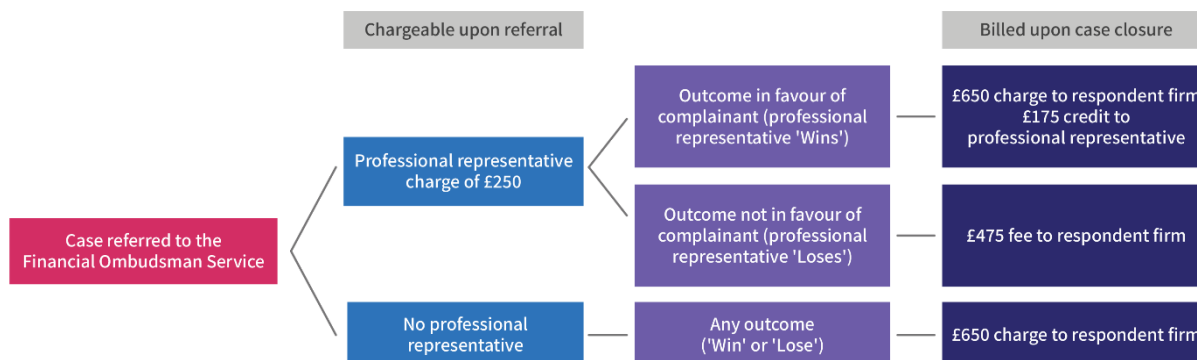 Chargeable upon referral
Billed upon case closure
Outcome in favour of
complainant (professional
representative 'Wins')
£650 charge to respondent firm
£175 credit to
professional representative
Professional representative
charge of £250
Case referred to the
Financial Ombudsman Service
Outcome not in favour of
complainant (professional
representative 'Loses')
£475 fee to respondent firm
No professional
representative
Any outcome
('Win' or 'Lose')
£650 charge to respondent firm